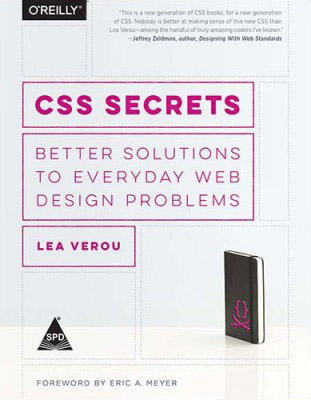 O'REILLY®
"This is a new generation of CSS books, for a new generation
of CSS. Nobody is better at making sense of this new CSS than
Lea Verou—among the handful of truly amazing coders I've known."
—Jeffrey Zeldman, author, Designing With Web Standards
CSS SECRETS
BETTER SOLUTIONS
TO EVERYDAY WEB
DESIGN PROBLEMS
LEA VEROU
SPD
FOREWORD BY ERIC A. MEYER